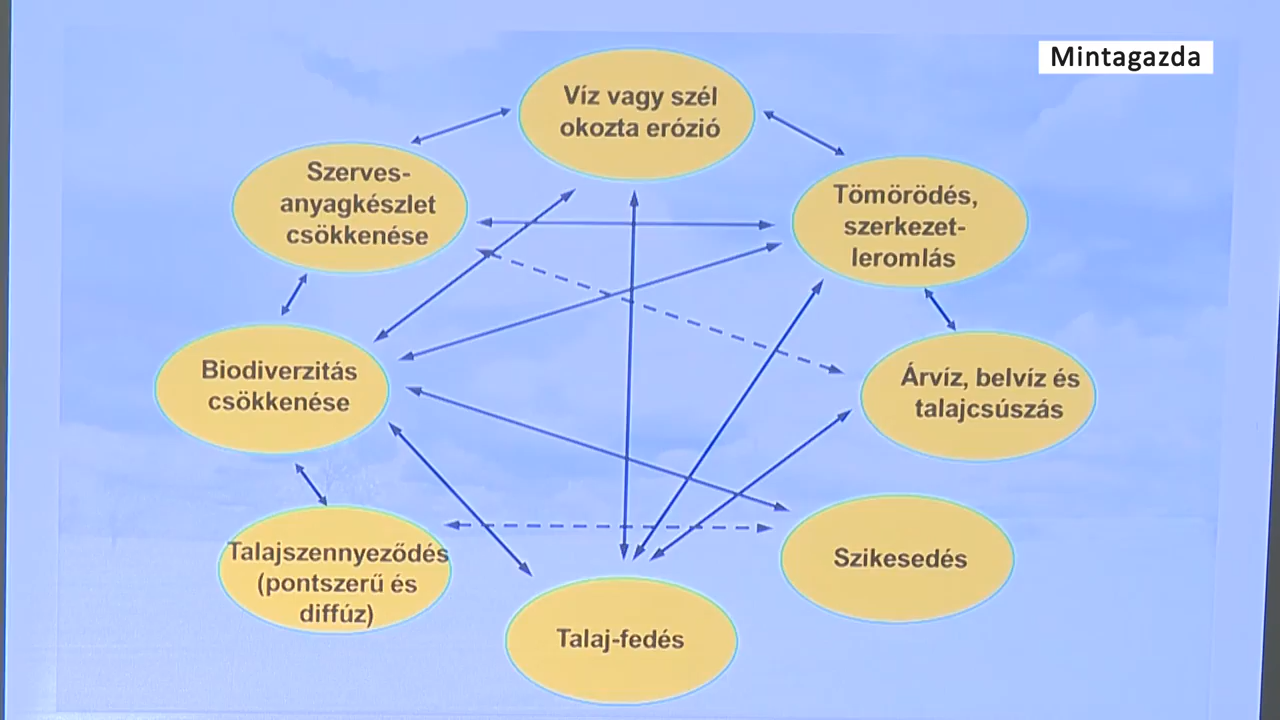 Mintagazda
Víz vagy szél
okozta erózió
Szerves-
anyagkészlet
csökkenése
Tömörödés,
szerkezet-
leromlás
Biodiverzitás
csökkenése
Árvíz, belvíz és
talajcsúszás
Talajszennyeződés
(pontszerű és
diffúz)
Szikesedés
Talaj-fedés